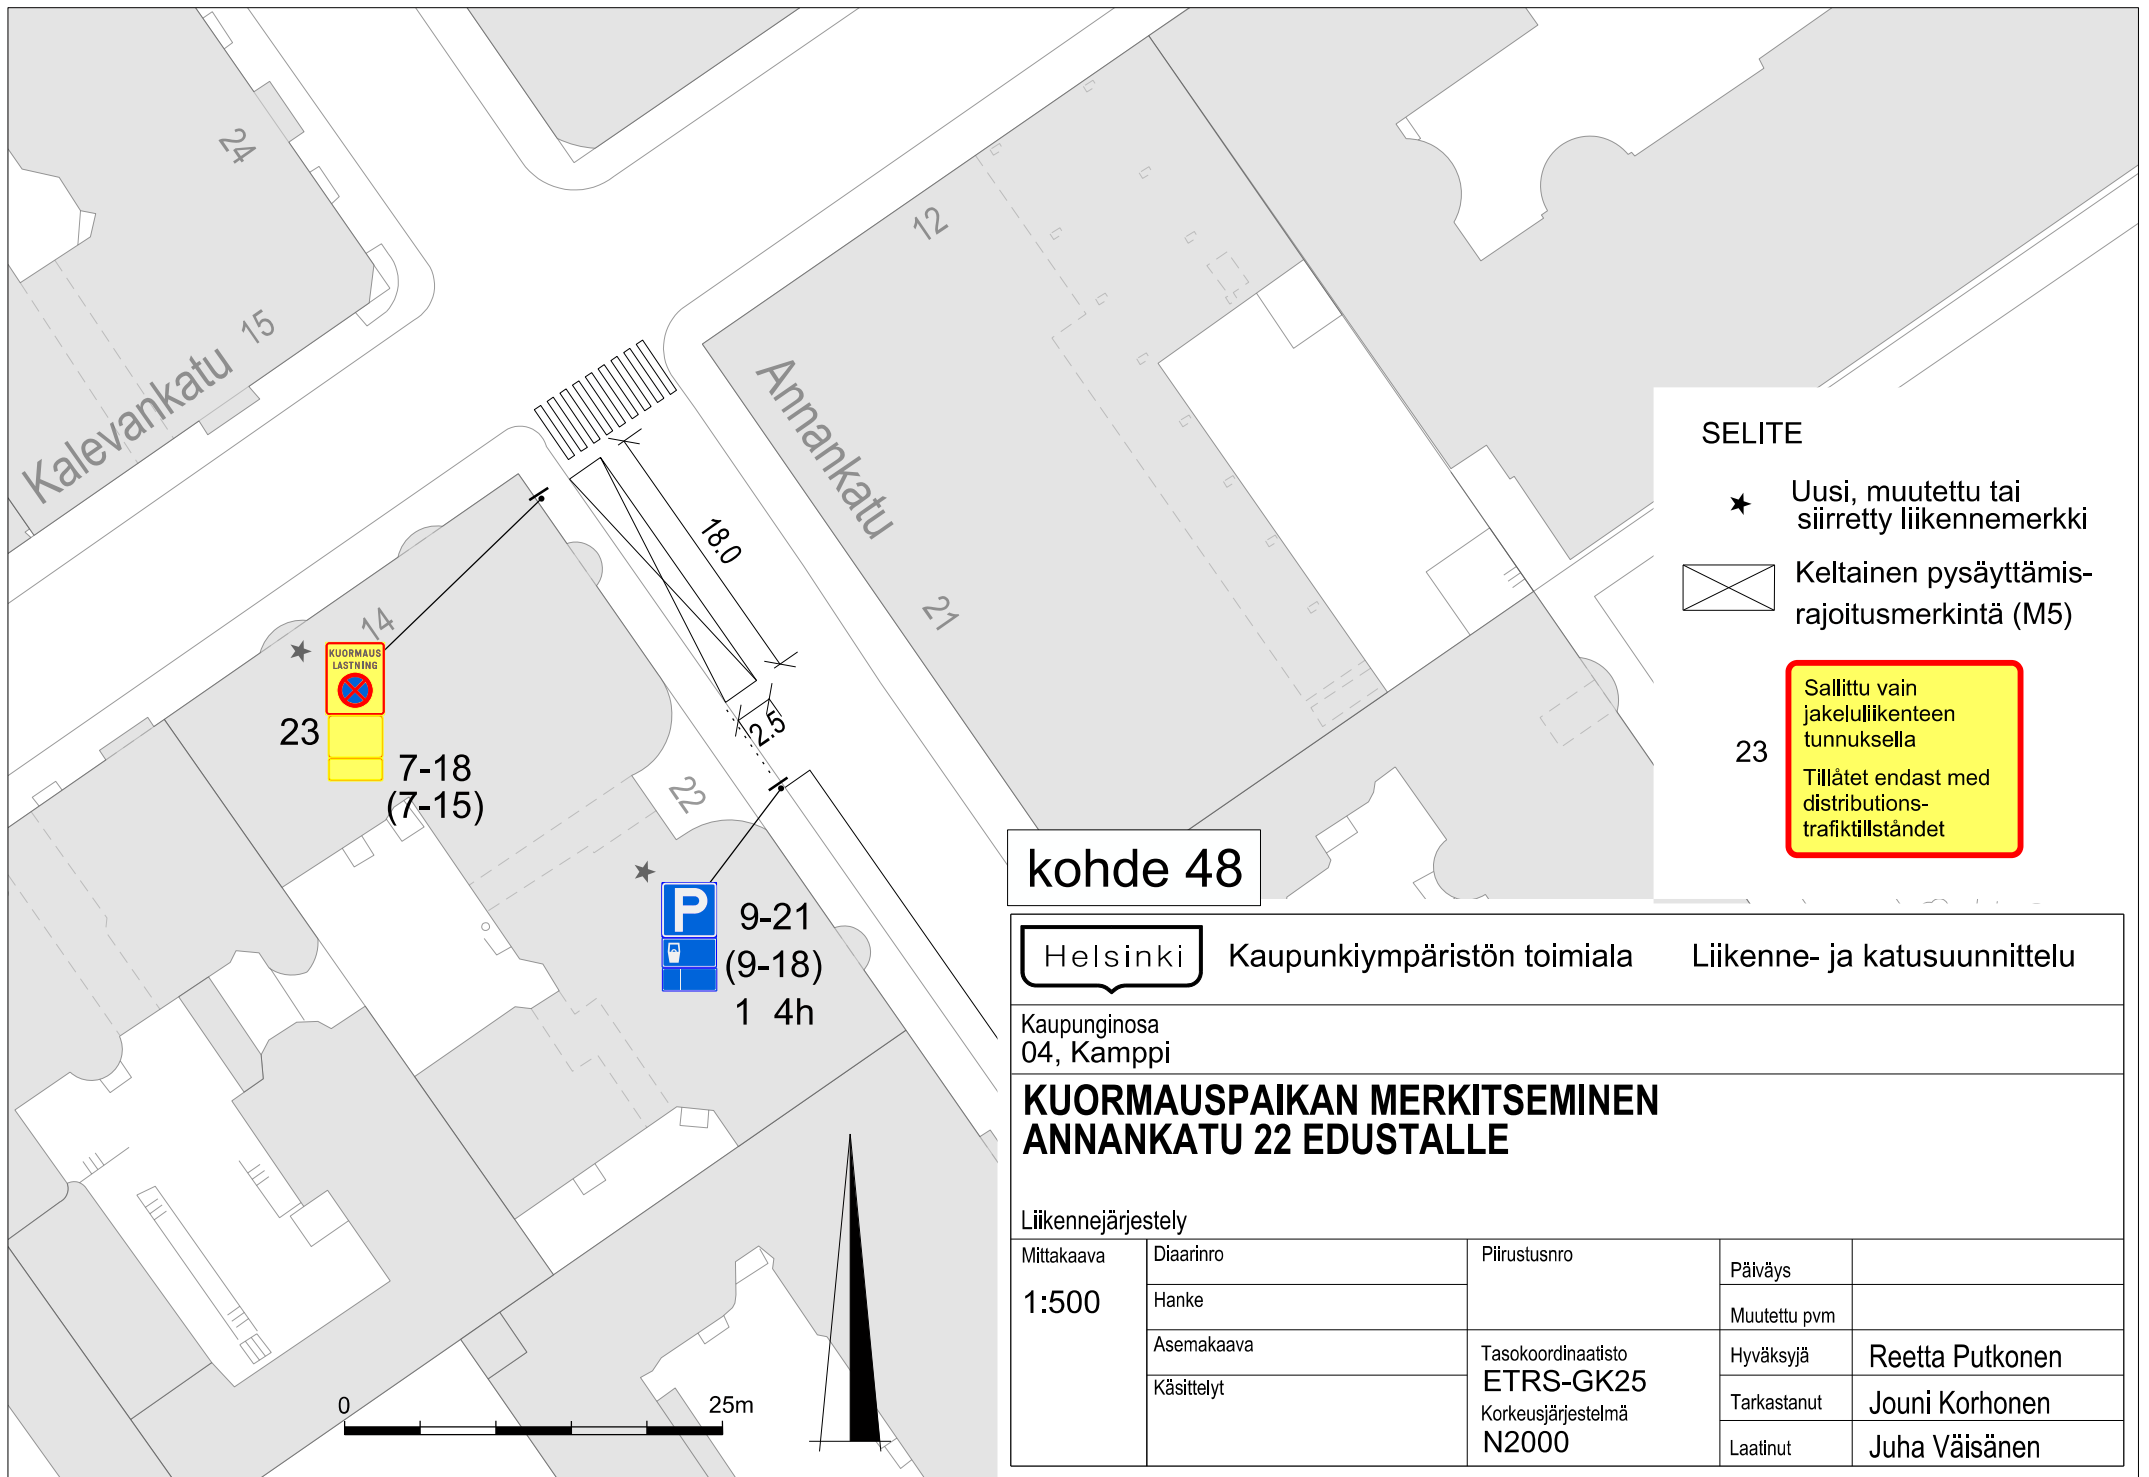 24
15
Kalevankatu
12
Annankatu
18.0
21
14
KUORMAUS
LASTNING
23
7-18
(7-15)
2.5
22
P
9-21
(9-18)
1 4h
SELITE
Uusi, muutettu tai
siirretty liikennemerkki
Keltainen pysäyttämis-
rajoitusmerkintä (M5)
23
Sallittu vain
jakeluliikenteen
tunnuksella
Tillåtet endast med
distributions-
trafiktillståndet
kohde 48
Helsinki
Kaupunkiympäristön toimiala Liikenne- ja katusuunnittelu
Kaupunginosa
04, Kamppi
KUORMAUSPAIKAN MERKITSEMINEN
ANNANKATU 22 EDUSTALLE
Liikennejärjestely
Mittakaava
1:500
Diaarinro
Hanke
Asemakaava
Käsittelyt
Piirustusnro
Tasokoordinaatisto
ETRS-GK25
Korkeusjärjestelmä
N2000
Päiväys
Muutettu pvm
Hyväksyjä Reetta Putkonen
Tarkastanut Jouni Korhonen
Laatinut Juha Väisänen
0 25m